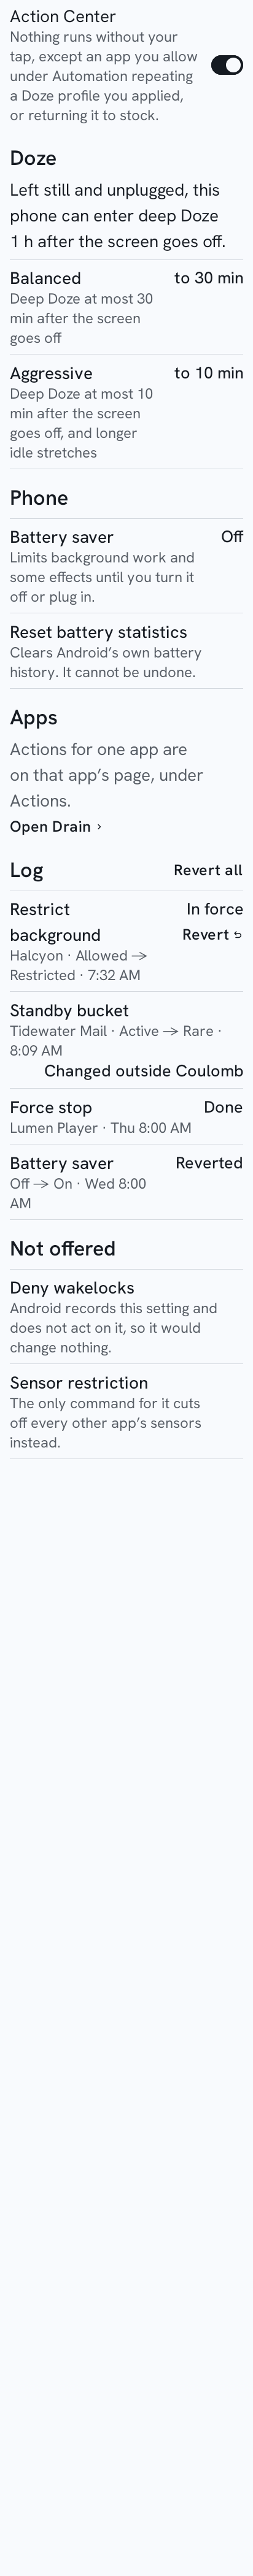 Action Center
Nothing runs without your
tap, except an app you allow
under Automation repeating
a Doze profile you applied,
or returning it to stock.
Doze
Left still and unplugged, this
phone can enter deep Doze
1 h after the screen goes off.
Balanced to 30 min
Deep Doze at most 30
min after the screen
goes off
Aggressive to 10 min
Deep Doze at most 10
min after the screen
goes off, and longer
idle stretches
Phone
Battery saver Off
Limits background work and
some effects until you turn it
off or plug in.
Reset battery statistics
Clears Android’s own battery
history. It cannot be undone.
Apps
Actions for one app are
on that app’s page, under
Actions.
Open Drain ›
Log Revert all
Restrict In force
background Revert ⮌
Halcyon · Allowed →
Restricted · 7:32 AM
Standby bucket
Tidewater Mail · Active → Rare ·
8:09 AM
Changed outside Coulomb
Force stop Done
Lumen Player · Thu 8:00 AM
Battery saver Reverted
Off → On · Wed 8:00
AM
Not offered
Deny wakelocks
Android records this setting and
does not act on it, so it would
change nothing.
Sensor restriction
The only command for it cuts
off every other app’s sensors
instead.